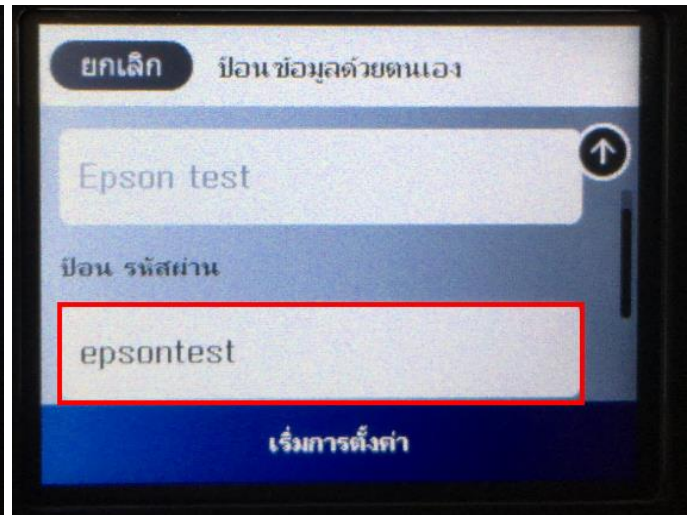 ยกเลิก ป้อนข้อมูลด้วยตนเอง
Epson test
ป้อน รหัสผ่าน
epsontest
เริ่มการตั้งค่า